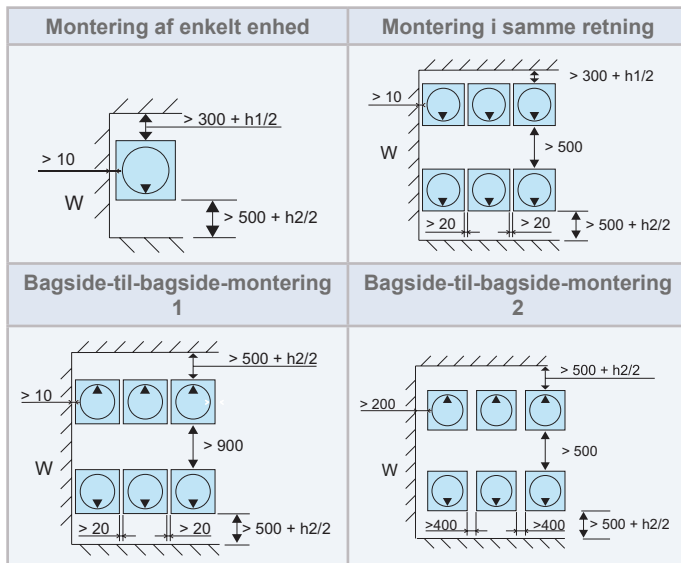 Montering af enkelt enhed
> 300 + h1/2
> 10
W
> 500 + h2/2
Montering i samme retning
> 300 + h1/2
> 10
> 500
W
> 20
> 20
> 500 + h2/2
Bagside-til-bagside-montering
1
> 500 + h2/2
> 10
> 900
W
> 20
> 20
> 500 + h2/2
Bagside-til-bagside-montering
2
> 500 + h2/2
> 200
> 500
W
>400
>400
> 500 + h2/2